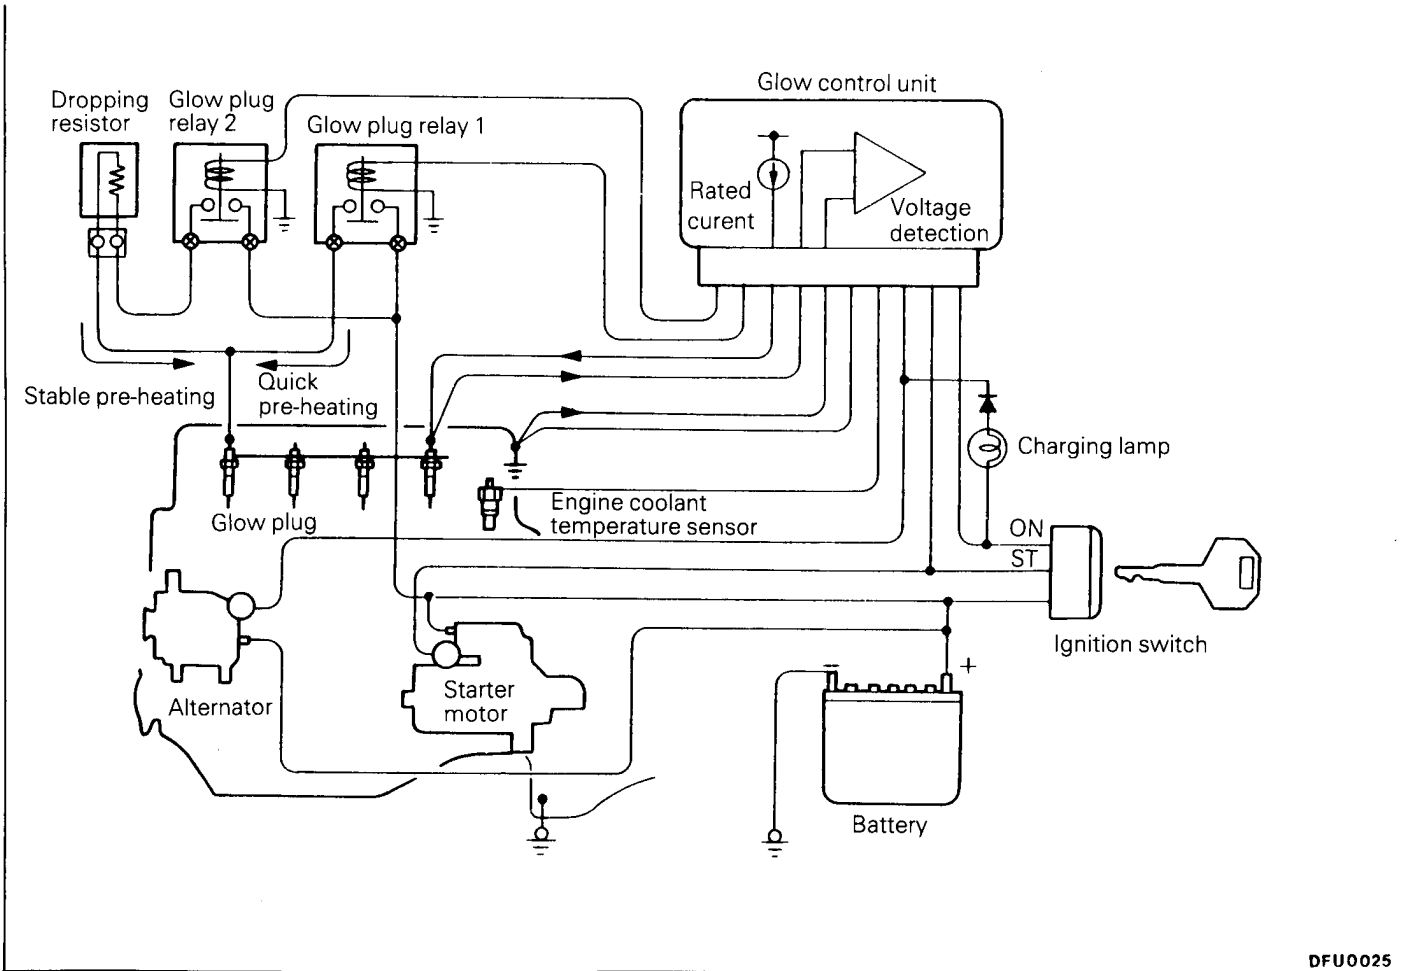 Glow control unit
Dropping
resistor
Glow plug
relay 2
Glow plug relay 1
Rated
curent
Voltage
detection
Stable pre-heating
Quick
pre-heating
Charging lamp
Glow plug
Engine coolant
temperature sensor
ON
ST
Ignition switch
Alternator
Starter
motor
+
−
Battery
DFU0025